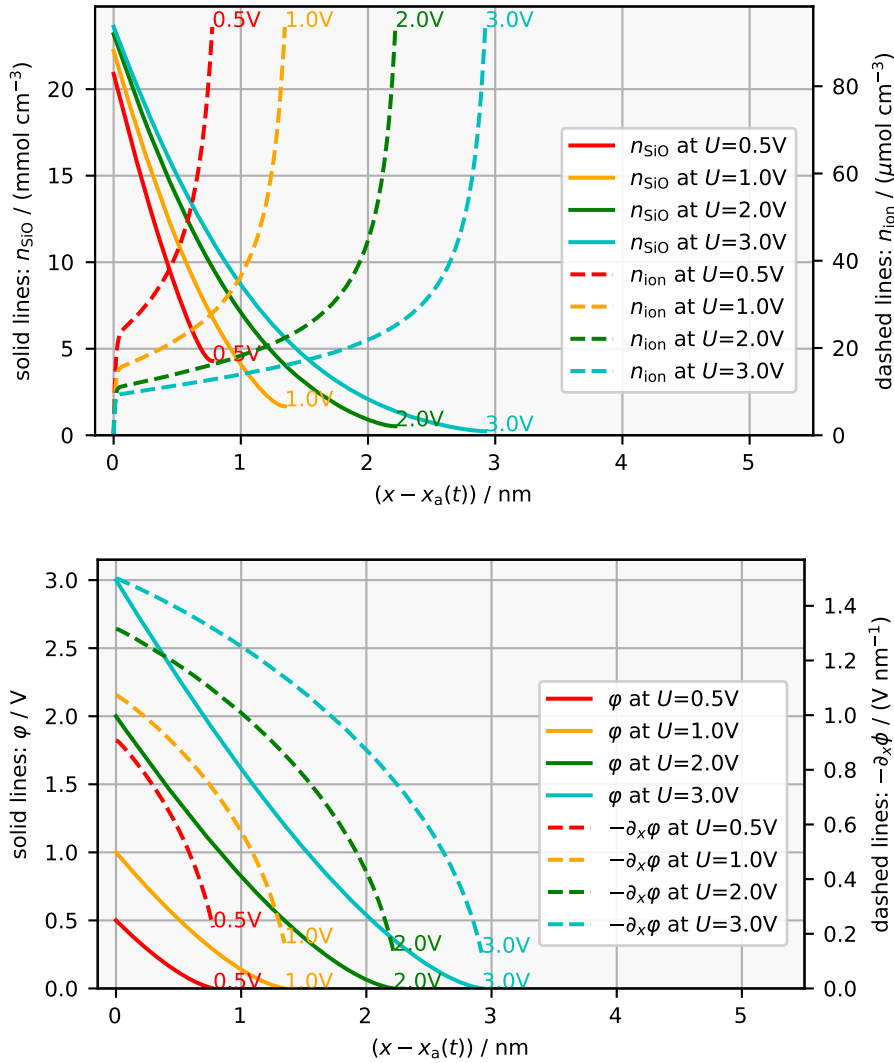 0.5V 1.0V 2.0V 3.0V
20
15
10
5
0
80
60
40
20
0
solid lines: n_SiO / (mmol cm⁻³)
dashed lines: n_ion / (μmol cm⁻³)
n_SiO at U=0.5V
n_SiO at U=1.0V
n_SiO at U=2.0V
n_SiO at U=3.0V
n_ion at U=0.5V
n_ion at U=1.0V
n_ion at U=2.0V
n_ion at U=3.0V
0.5V
1.0V
2.0V
3.0V
0 1 2 3 4 5
(x − xₐ(t)) / nm
3.0
2.5
2.0
1.5
1.0
0.5
0.0
1.4
1.2
1.0
0.8
0.6
0.4
0.2
0.0
solid lines: φ / V
dashed lines: −∂ₓϕ / (V nm⁻¹)
φ at U=0.5V
φ at U=1.0V
φ at U=2.0V
φ at U=3.0V
−∂ₓφ at U=0.5V
−∂ₓφ at U=1.0V
−∂ₓφ at U=2.0V
−∂ₓφ at U=3.0V
0.5V
1.0V
2.0V
3.0V
0.5V 1.0V 2.0V 3.0V
0 1 2 3 4 5
(x − xₐ(t)) / nm